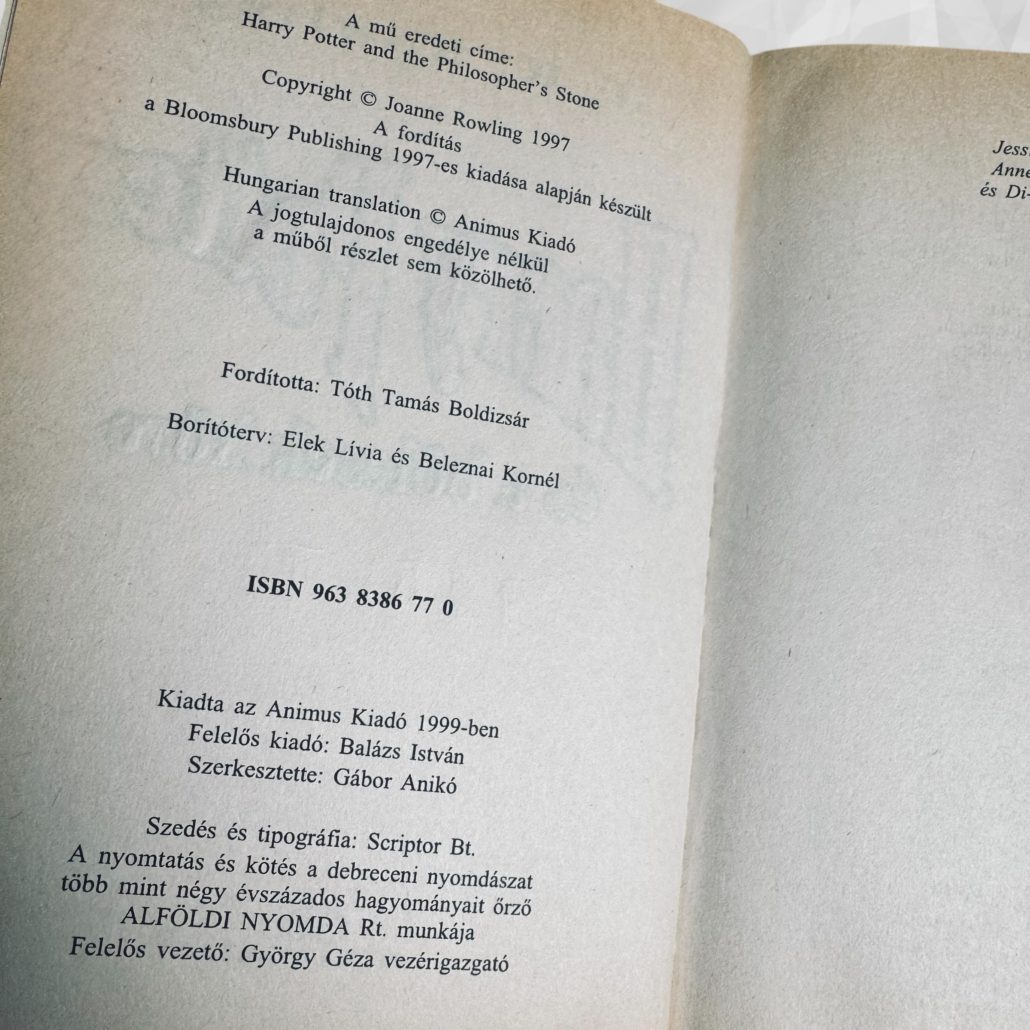 A mű eredeti címe:
Harry Potter and the Philosopher's Stone
Copyright © Joanne Rowling 1997
A fordítás
a Bloomsbury Publishing 1997-es kiadása alapján készült
Hungarian translation © Animus Kiadó
A jogtulajdonos engedélye nélkül
a műből részlet sem közölhető.
Fordította: Tóth Tamás Boldizsár
Borítóterv: Elek Lívia és Beleznai Kornél
ISBN 963 8386 77 0
Kiadta az Animus Kiadó 1999-ben
Felelős kiadó: Balázs István
Szerkesztette: Gábor Anikó
Szedés és tipográfia: Scriptor Bt.
A nyomtatás és kötés a debreceni nyomdászat
több mint négy évszázados hagyományait őrző
ALFÖLDI NYOMDA Rt. munkája
Felelős vezető: György Géza vezérigazgató
Jess
Anne
és Di-